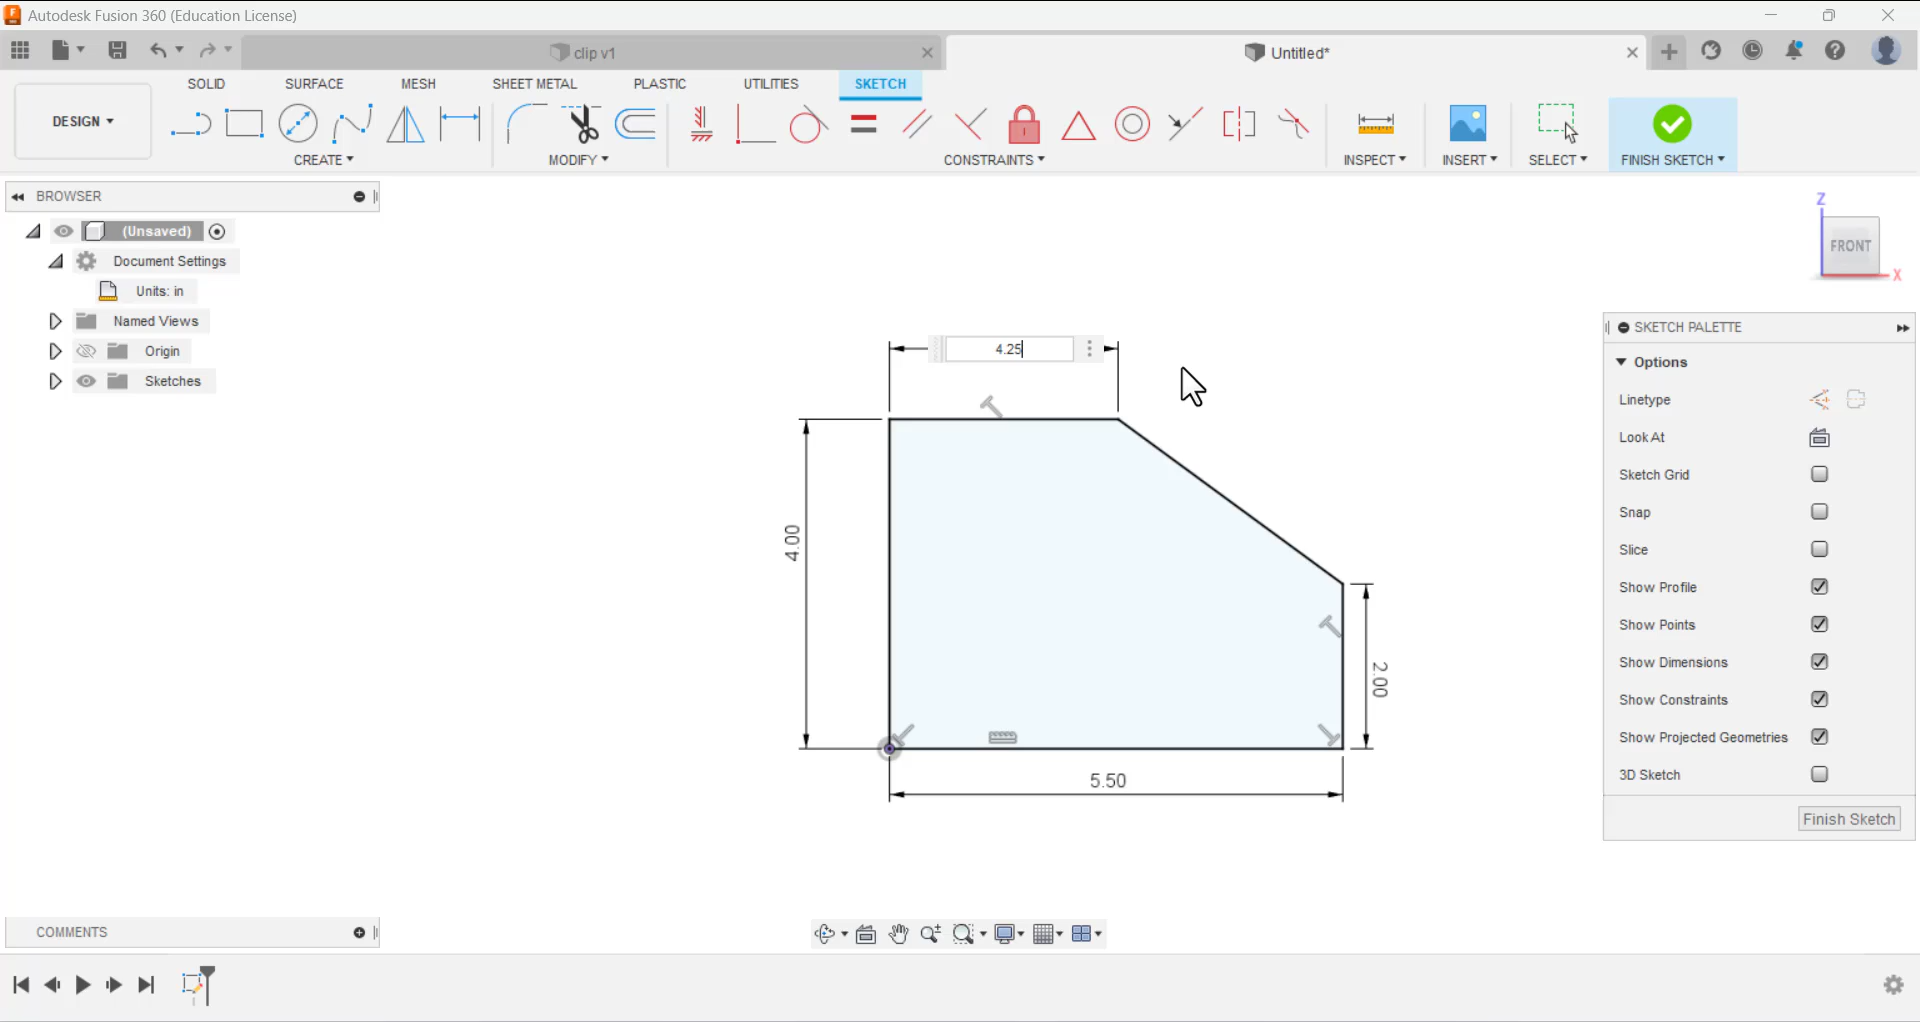 Autodesk Fusion 360 (Education License)
clip v1
Untitled*
SOLID
SURFACE
MESH
SHEET METAL
PLASTIC
UTILITIES
SKETCH
DESIGN
CREATE
MODIFY
CONSTRAINTS
INSPECT
INSERT
SELECT
FINISH SKETCH
BROWSER
(Unsaved)
Document Settings
Units: in
Named Views
Origin
Sketches
Z
FRONT
X
4.25
4.00
2.00
5.50
SKETCH PALETTE
Options
Linetype
Look At
Sketch Grid
Snap
Slice
Show Profile
Show Points
Show Dimensions
Show Constraints
Show Projected Geometries
3D Sketch
Finish Sketch
COMMENTS